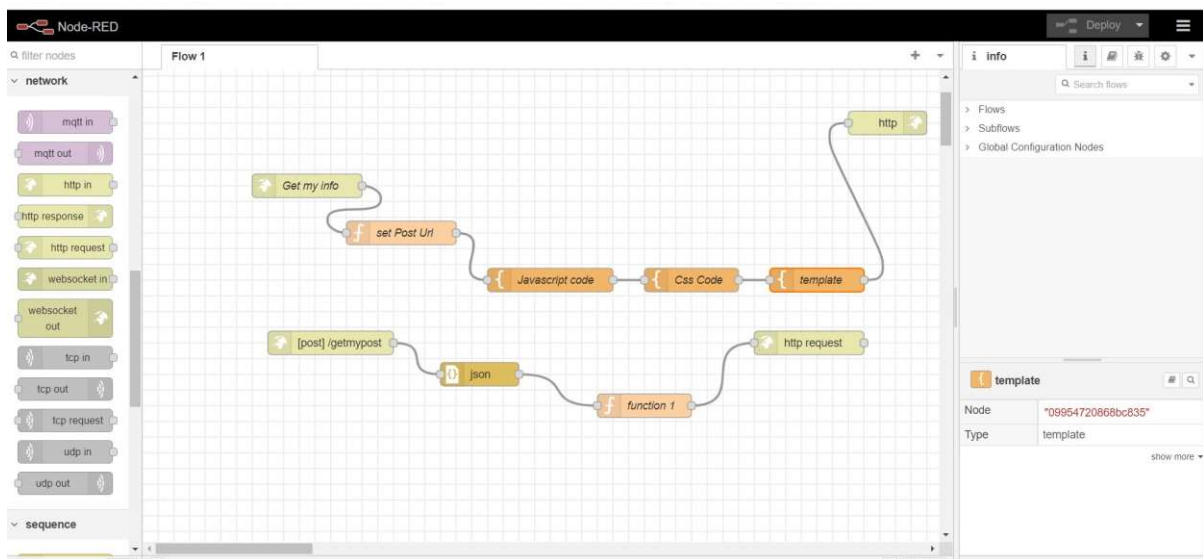 Node-RED
Deploy
filter nodes
Flow 1
info
Search flows
network
mqtt in
mqtt out
http in
http response
http request
websocket in
websocket out
tcp in
tcp out
tcp request
udp in
udp out
sequence
http
Get my info
set Post Url
Javascript code
Css Code
template
[post] /getmypost
http request
json
function 1
Flows
Subflows
Global Configuration Nodes
template
Node "09954720868bc835"
Type template
show more